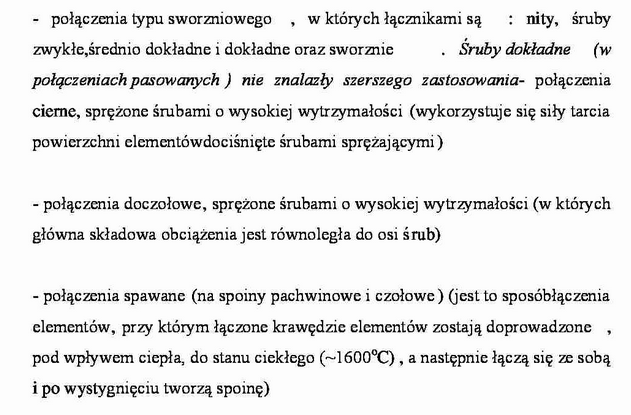 - połączenia typu sworzniowego , w których łącznikami są : nity, śruby
zwykłe,średnio dokładne i dokładne oraz sworznie . Śruby dokładne (w
połączeniach pasowanych ) nie znalazły szerszego zastosowania- połączenia
cierne, sprężone śrubami o wysokiej wytrzymałości (wykorzystuje się siły tarcia
powierzchni elementówdociśnięte śrubami sprężającymi)
- połączenia doczołowe, sprężone śrubami o wysokiej wytrzymałości (w których
główna składowa obciążenia jest równoległa do osi śrub)
- połączenia spawane (na spoiny pachwinowe i czołowe) (jest to sposóbłączenia
elementów, przy którym łączone krawędzie elementów zostają doprowadzone ,
pod wpływem ciepła, do stanu ciekłego (~1600°C) , a następnie łączą się ze sobą
i po wystygnięciu tworzą spoinę)